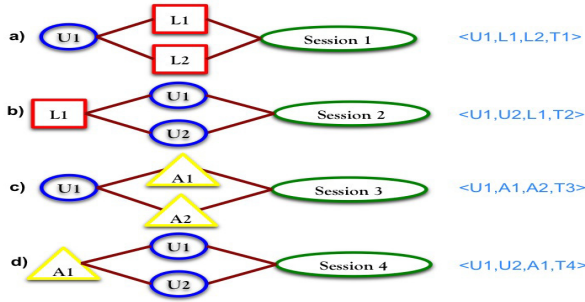 a) U1 L1 L2 Session 1 <U1,L1,L2,T1>
b) L1 U1 U2 Session 2 <U1,U2,L1,T2>
c) U1 A1 A2 Session 3 <U1,A1,A2,T3>
d) A1 U1 U2 Session 4 <U1,U2,A1,T4>